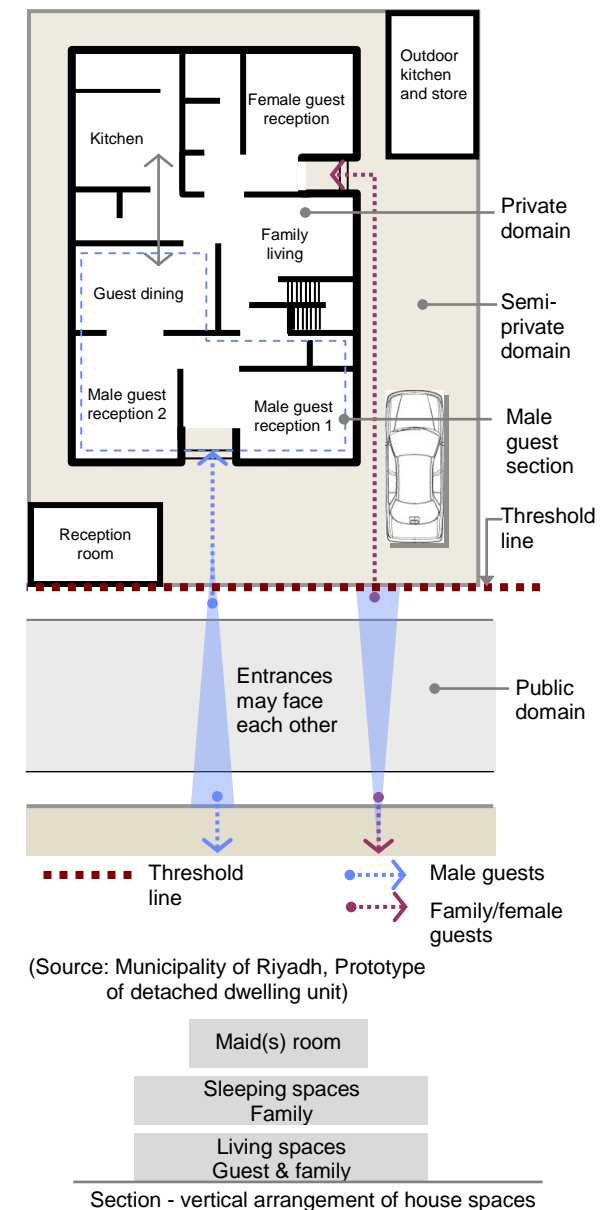 Outdoor
kitchen
and store
Female guest
reception
Kitchen
Private
domain
Family
living
Guest dining
Semi-
private
domain
Male guest
reception 2
Male guest
reception 1
Male
guest
section
Threshold
line
Reception
room
Entrances
may face
each other
Public
domain
Threshold
line
Male guests
Family/female
guests
(Source: Municipality of Riyadh, Prototype
of detached dwelling unit)
Maid(s) room
Sleeping spaces
Family
Living spaces
Guest & family
Section - vertical arrangement of house spaces